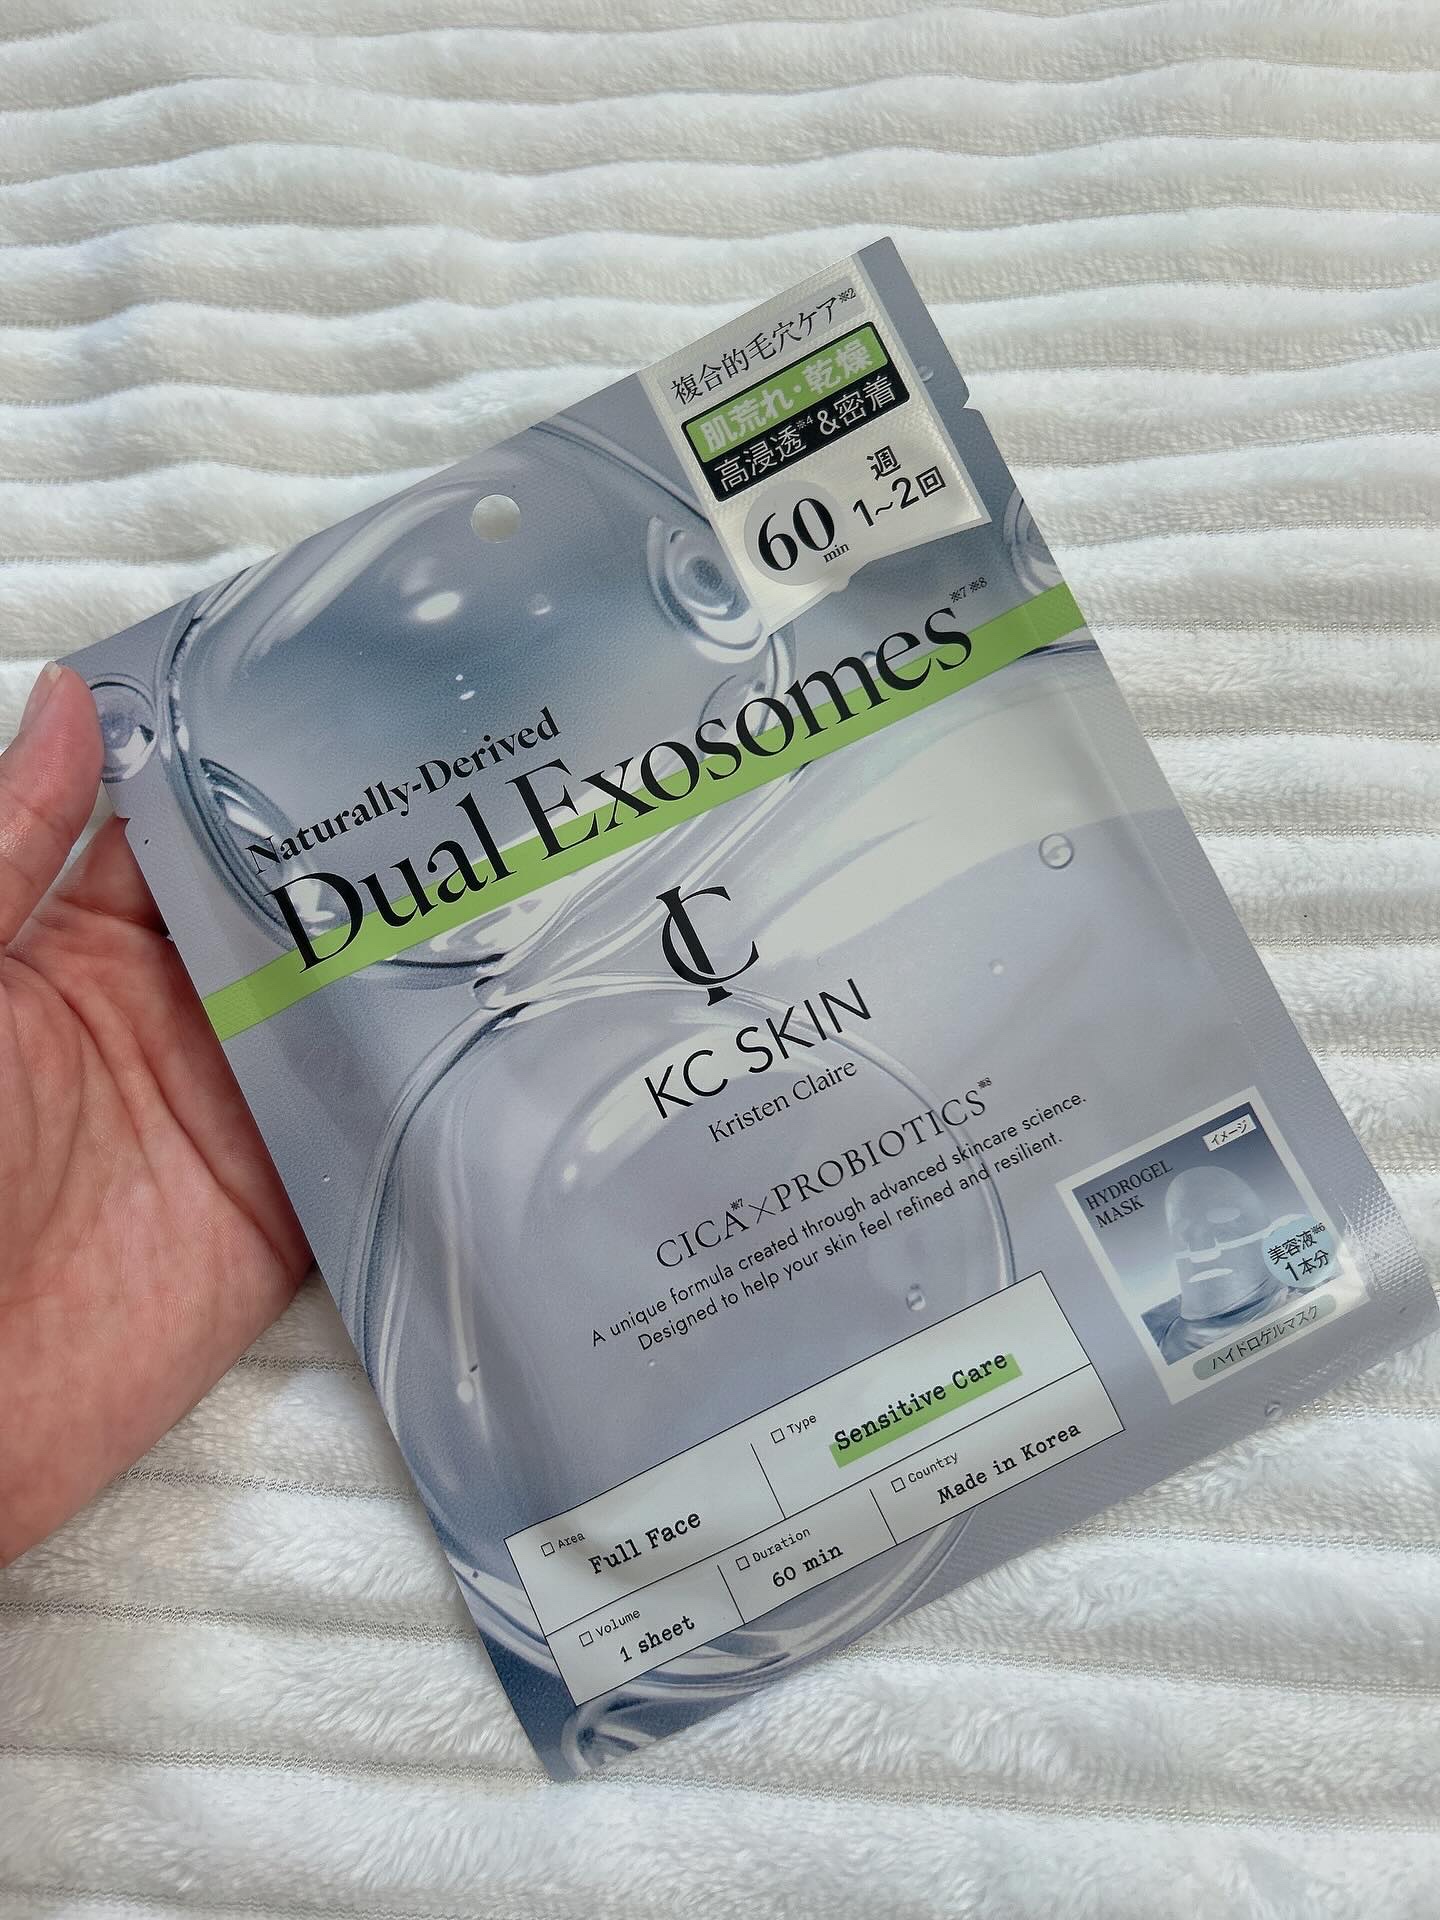 複合的毛穴ケア※2
肌荒れ・乾燥
高浸透※4&密着
60min
週
1~2回
Naturally-Derived
Dual Exosomes※7※8
KC SKIN
Kristen Claire
CICA※7×PROBIOTICS※8
A unique formula created through advanced skincare science.
Designed to help your skin feel refined and resilient.
イメージ
HYDROGEL
MASK
美容液※6
1本分
ハイドロゲルマスク
Area
Full Face
Type
Sensitive Care
Volume
1 sheet
Duration
60 min
Country
Made in Korea